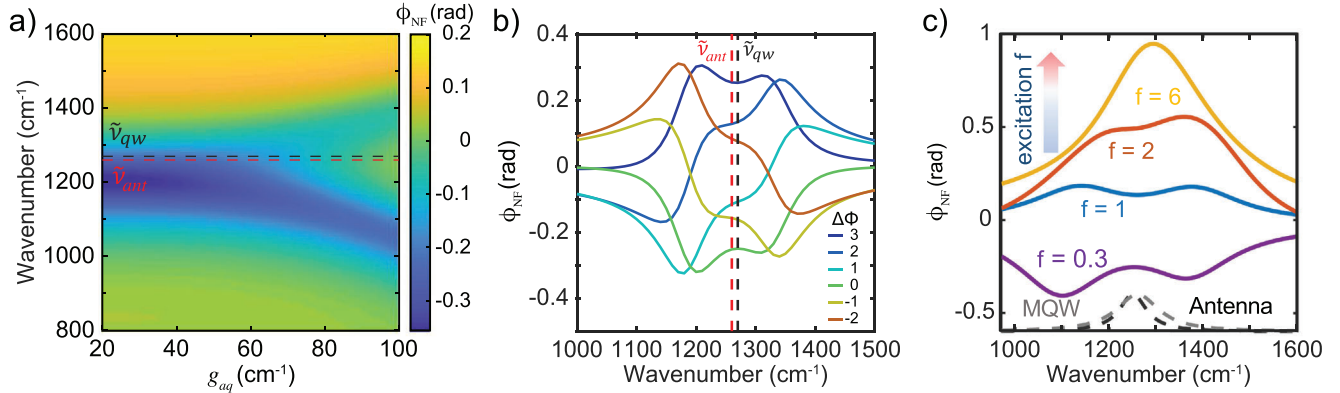 a)
ϕNF (rad)
Wavenumber (cm-1)
1600
1400
1200
1000
800
ṽqw
ṽant
20
40
60
80
100
gaq (cm-1)
0.2
0.1
0
-0.1
-0.2
-0.3
b)
ϕNF (rad)
0.4
0.2
0
-0.2
-0.4
ṽant
ṽqw
ΔΦ
3
2
1
0
-1
-2
1000
1100
1200
1300
1400
1500
Wavenumber (cm-1)
c)
ϕNF (rad)
1
0.5
0
-0.5
excitation f
f = 6
f = 2
f = 1
f = 0.3
MQW
Antenna
1000
1200
1400
1600
Wavenumber (cm-1)